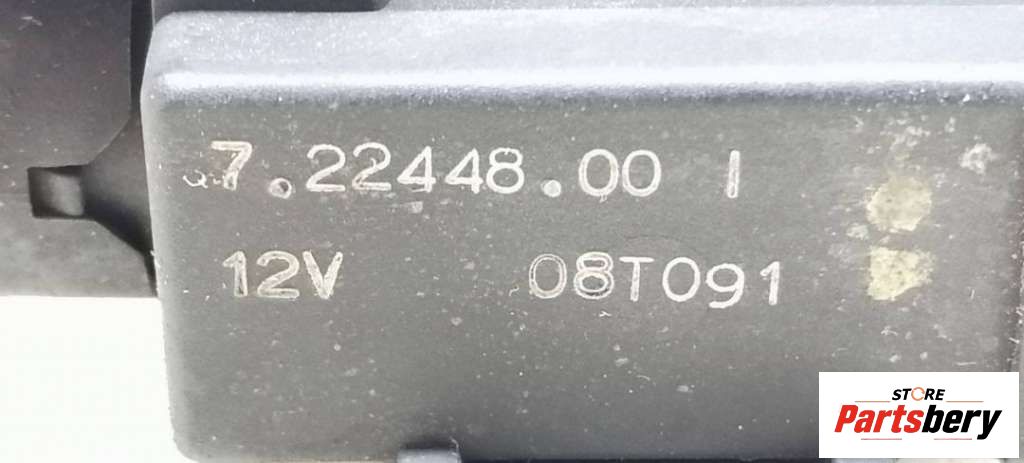 7.22448.00 I
12V 08T091
STORE
Partsbery